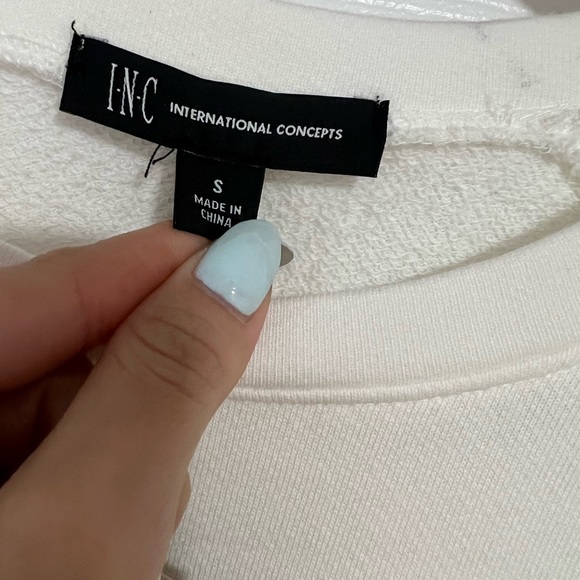 I·N·C INTERNATIONAL CONCEPTS
S
MADE IN
CHINA